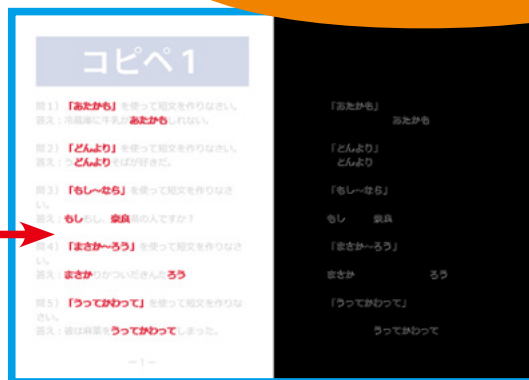 コピペ1
問1）「あたかも」を使って短文を作りなさい。
答え：冷蔵庫に牛乳があたかもしれない。
問2）「どんより」を使って短文を作りなさい。
答え：うどんよりそばが好きだ。
問3）「もし～なら」を使って短文を作りなさ
い。
答え：もしもし、奈良県の人ですか？
問4）「まさか～ろう」を使って短文を作りなさ
い。
答え：まさかりかついだきんたろう
問5）「うってかわって」を使って短文を作りな
さい。
答え：彼は麻薬をうってかわってしまった。
－1－
「あたかも」
あたかも
「どんより」
どんより
「もし～なら」
もし 奈良
「まさか～ろう」
まさか ろう
「うってかわって」
うってかわって